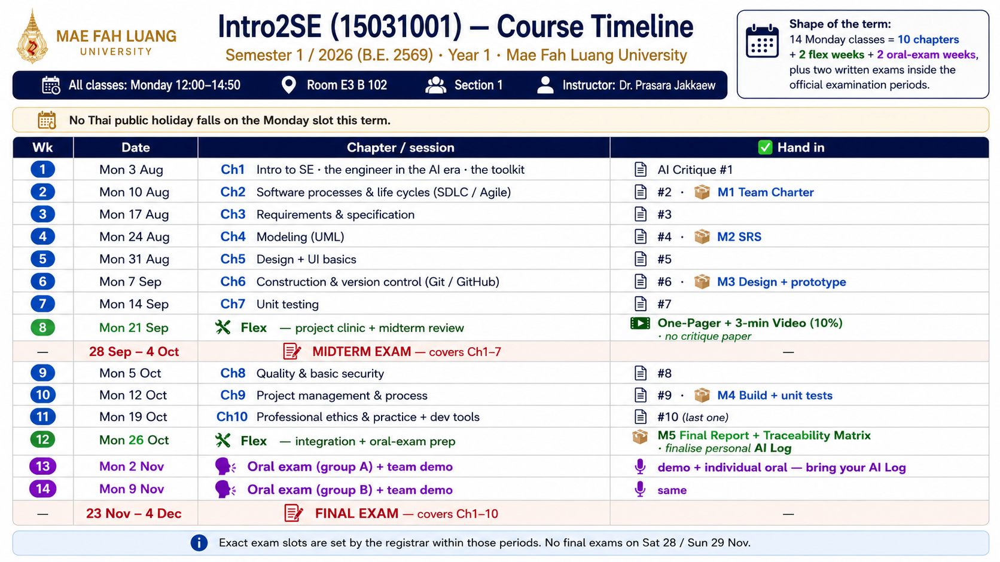 MAE FAH LUANG
UNIVERSITY
Intro2SE (15031001) — Course Timeline
Semester 1 / 2026 (B.E. 2569) · Year 1 · Mae Fah Luang University
All classes: Monday 12:00–14:50 Room E3 B 102 Section 1 Instructor: Dr. Prasara Jakkaew
Shape of the term:
14 Monday classes = 10 chapters
+ 2 flex weeks + 2 oral-exam weeks,
plus two written exams inside the
official examination periods.
No Thai public holiday falls on the Monday slot this term.
Wk Date Chapter / session ✅ Hand in
1 Mon 3 Aug Ch1 Intro to SE · the engineer in the AI era · the toolkit AI Critique #1
2 Mon 10 Aug Ch2 Software processes & life cycles (SDLC / Agile) #2 · M1 Team Charter
3 Mon 17 Aug Ch3 Requirements & specification #3
4 Mon 24 Aug Ch4 Modeling (UML) #4 · M2 SRS
5 Mon 31 Aug Ch5 Design + UI basics #5
6 Mon 7 Sep Ch6 Construction & version control (Git / GitHub) #6 · M3 Design + prototype
7 Mon 14 Sep Ch7 Unit testing #7
8 Mon 21 Sep Flex — project clinic + midterm review One-Pager + 3-min Video (10%)
· no critique paper
— 28 Sep – 4 Oct MIDTERM EXAM — covers Ch1–7 —
9 Mon 5 Oct Ch8 Quality & basic security #8
10 Mon 12 Oct Ch9 Project management & process #9 · M4 Build + unit tests
11 Mon 19 Oct Ch10 Professional ethics & practice + dev tools #10 (last one)
12 Mon 26 Oct Flex — integration + oral-exam prep M5 Final Report + Traceability Matrix
· finalise personal AI Log
13 Mon 2 Nov Oral exam (group A) + team demo demo + individual oral — bring your AI Log
14 Mon 9 Nov Oral exam (group B) + team demo same
— 23 Nov – 4 Dec FINAL EXAM — covers Ch1–10 —
Exact exam slots are set by the registrar within those periods. No final exams on Sat 28 / Sun 29 Nov.